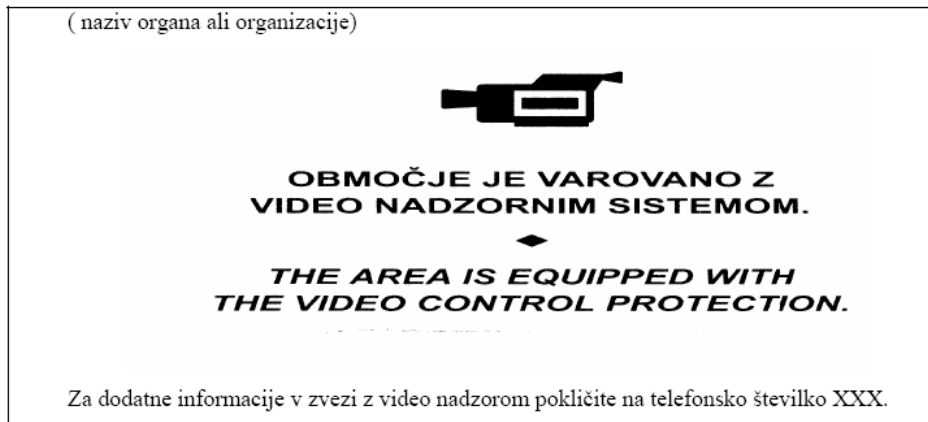 ( naziv organa ali organizacije)
OBMOČJE JE VAROVANO Z
VIDEO NADZORNIM SISTEMOM.
THE AREA IS EQUIPPED WITH
THE VIDEO CONTROL PROTECTION.
Za dodatne informacije v zvezi z video nadzorom pokličite na telefonsko številko XXX.